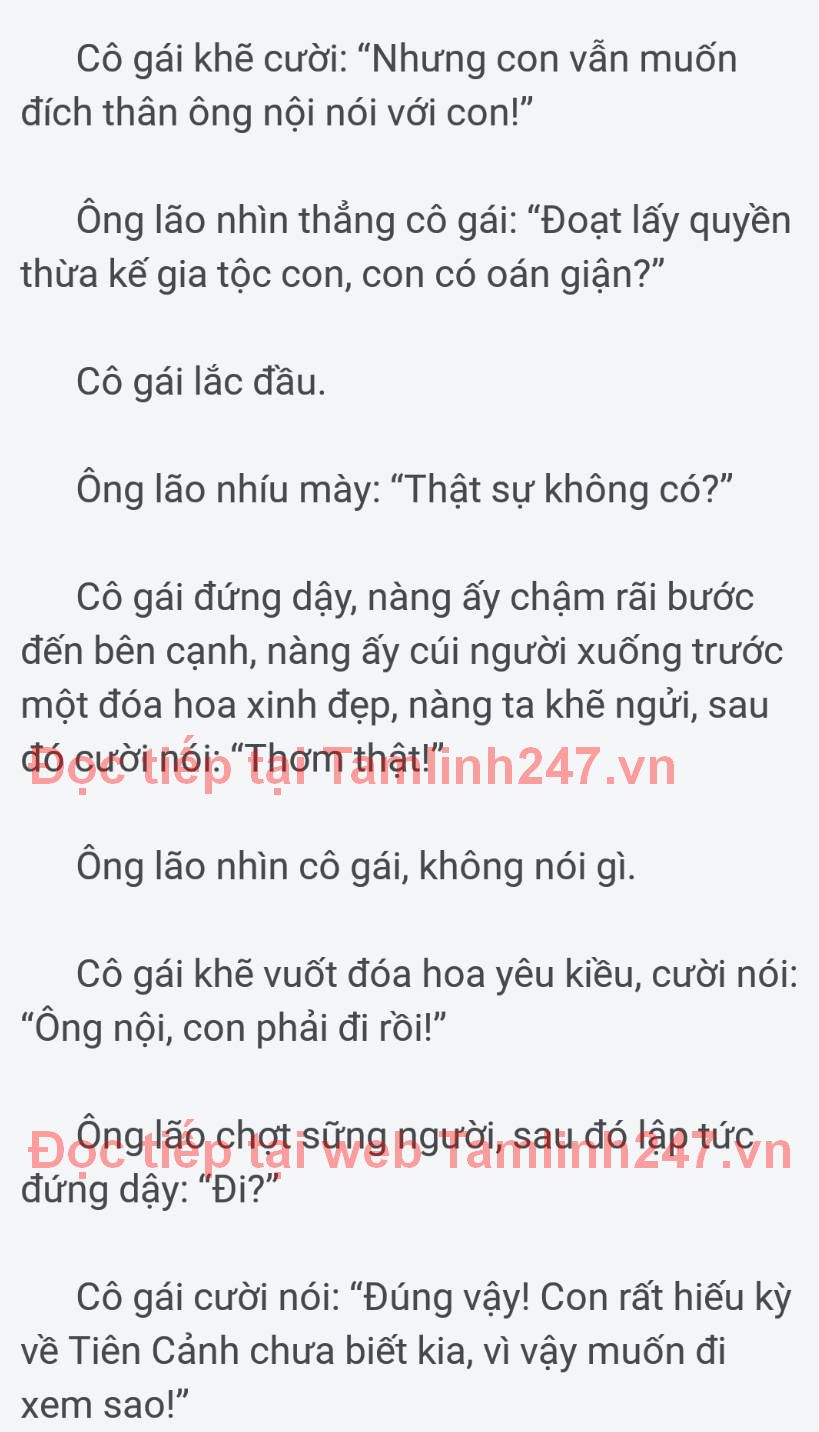 Cô gái khẽ cười: “Nhưng con vẫn muốn
đích thân ông nội nói với con!”
Ông lão nhìn thẳng cô gái: “Đoạt lấy quyền
thừa kế gia tộc con, con có oán giận?”
Cô gái lắc đầu.
Ông lão nhíu mày: “Thật sự không có?”
Cô gái đứng dậy, nàng ấy chậm rãi bước
đến bên cạnh, nàng ấy cúi người xuống trước
một đóa hoa xinh đẹp, nàng ta khẽ ngửi, sau
đó cười nói: “Thơm thật!”
Đọc tiếp tại Tamlinh247.vn
Ông lão nhìn cô gái, không nói gì.
Cô gái khẽ vuốt đóa hoa yêu kiều, cười nói:
“Ông nội, con phải đi rồi!”
Ông lão chợt sững người, sau đó lập tức
Đọc tiếp tại web Tamlinh247.vn
đứng dậy: “Đi?”
Cô gái cười nói: “Đúng vậy! Con rất hiếu kỳ
về Tiên Cảnh chưa biết kia, vì vậy muốn đi
xem sao!”